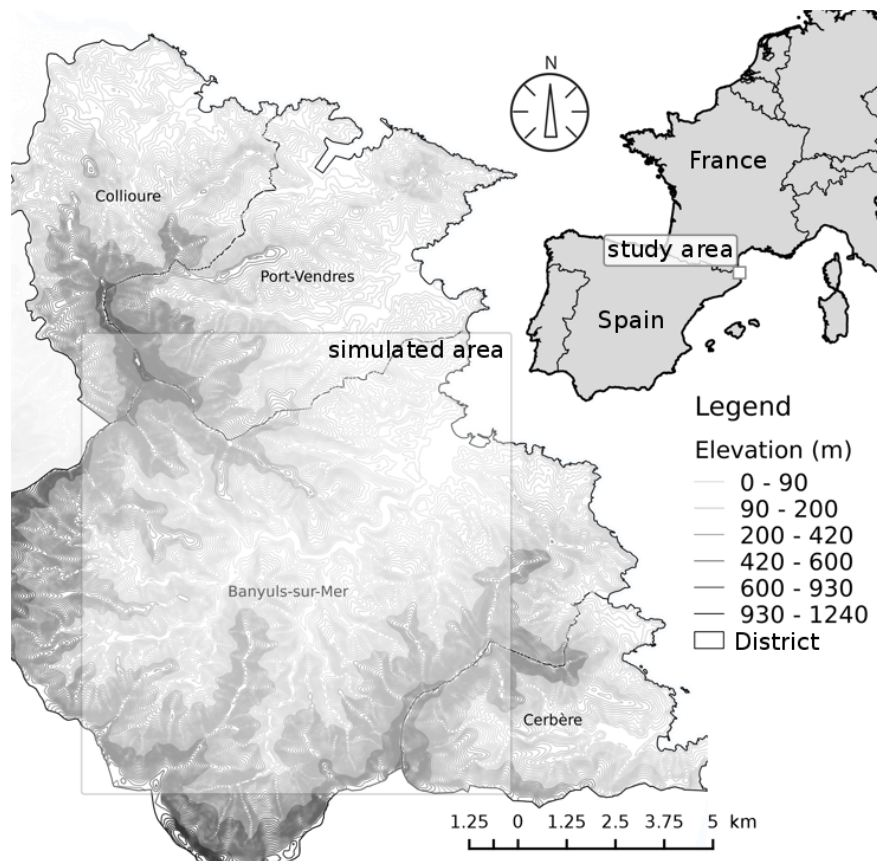 N
Collioure
Port-Vendres
simulated area
Banyuls-sur-Mer
Cerbère
France
study area
Spain
Legend
Elevation (m)
0 - 90
90 - 200
200 - 420
420 - 600
600 - 930
930 - 1240
District
1.25 0 1.25 2.5 3.75 5 km